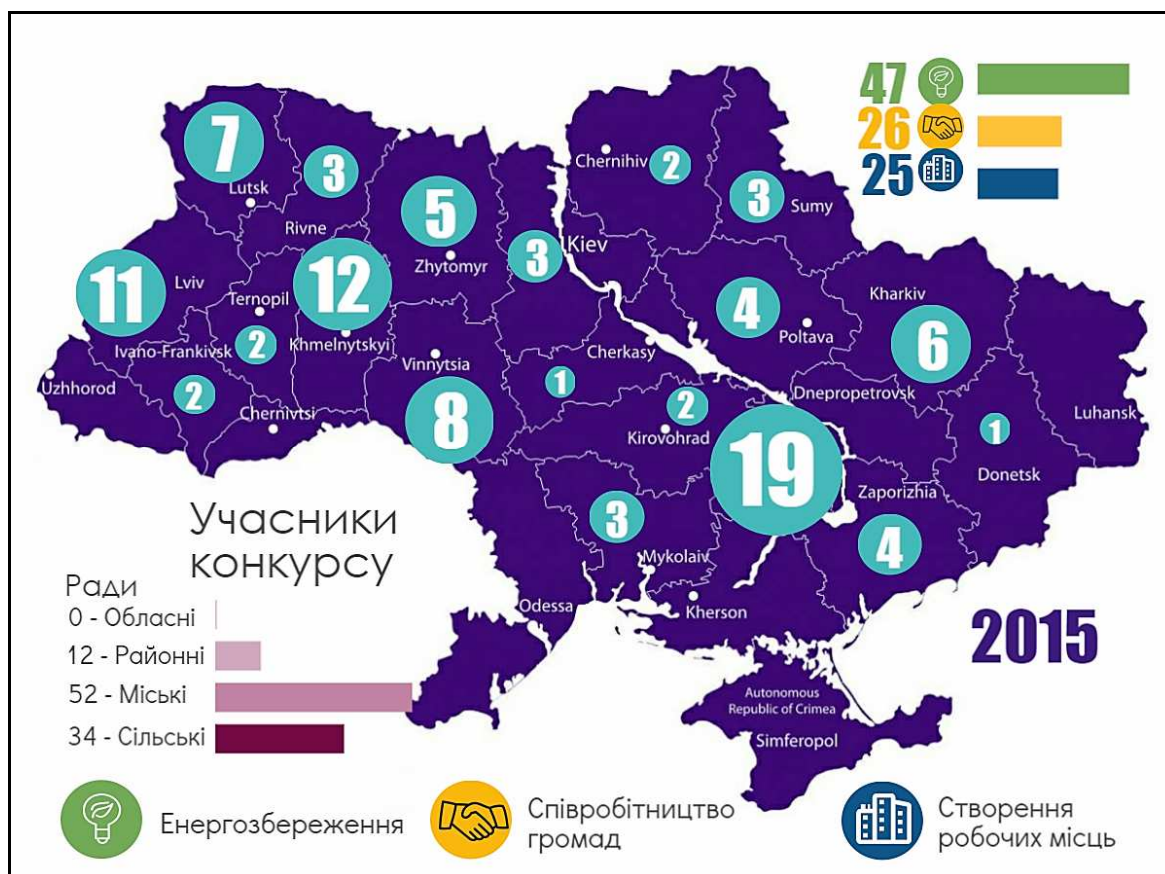 47
26
25
7
Lutsk
3
Rivne
5
Zhytomyr
3
Kiev
Chernihiv
2
3
Sumy
11
Lviv
Ternopil
2
12
Khmelnytskyi
4
Poltava
Kharkiv
6
Ivano-Frankivsk
2
Uzhhorod
Chernivtsi
Vinnytsia
8
Cherkasy
1
2
Kirovohrad
Dnepropetrovsk
19
Luhansk
1
Donetsk
Zaporizhia
4
3
Mykolaiv
Odessa
Kherson
Autonomous
Republic of Crimea
Simferopol
2015
Учасники
конкурсу
Ради
0 - Обласні
12 - Районні
52 - Міські
34 - Сільські
Енергозбереження
Співробітництво
громад
Створення
робочих місць